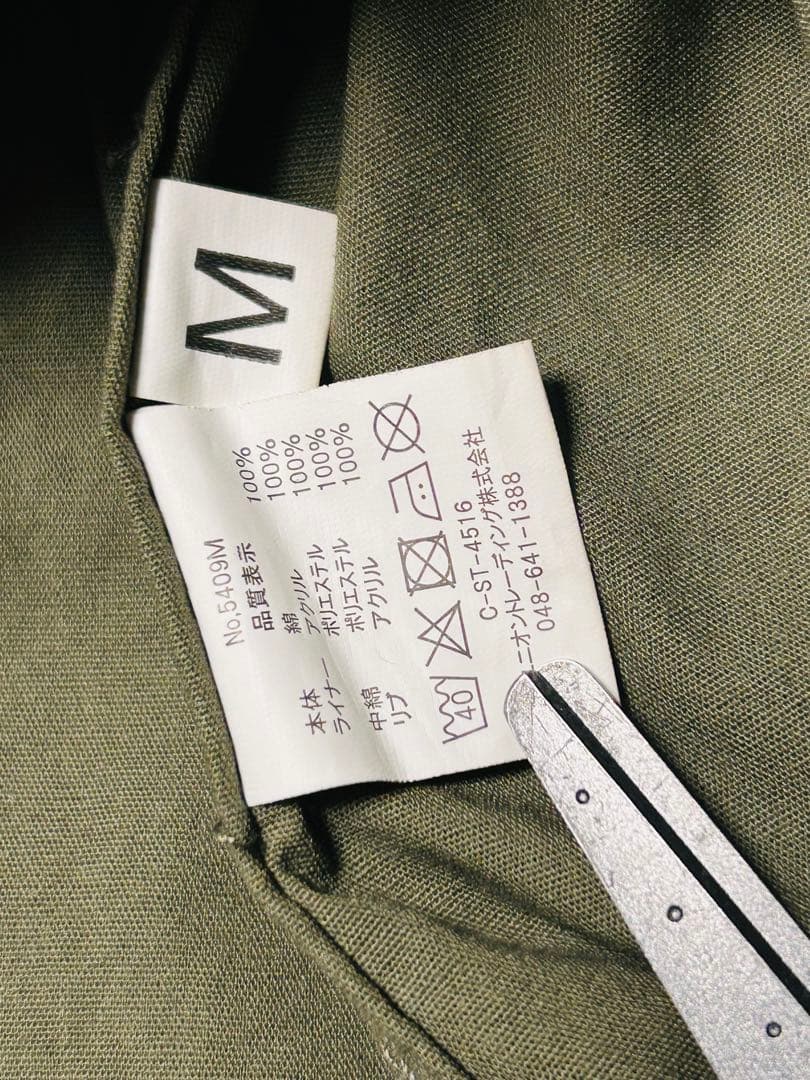 M
No,5409M
品質表示
本体 綿 100%
ライナー アクリル 100%
ポリエステル 100%
中綿 ポリエステル 100%
リブ アクリル 100%
40
C-ST-4516
ニオントレーディング株式会社
048-641-1388